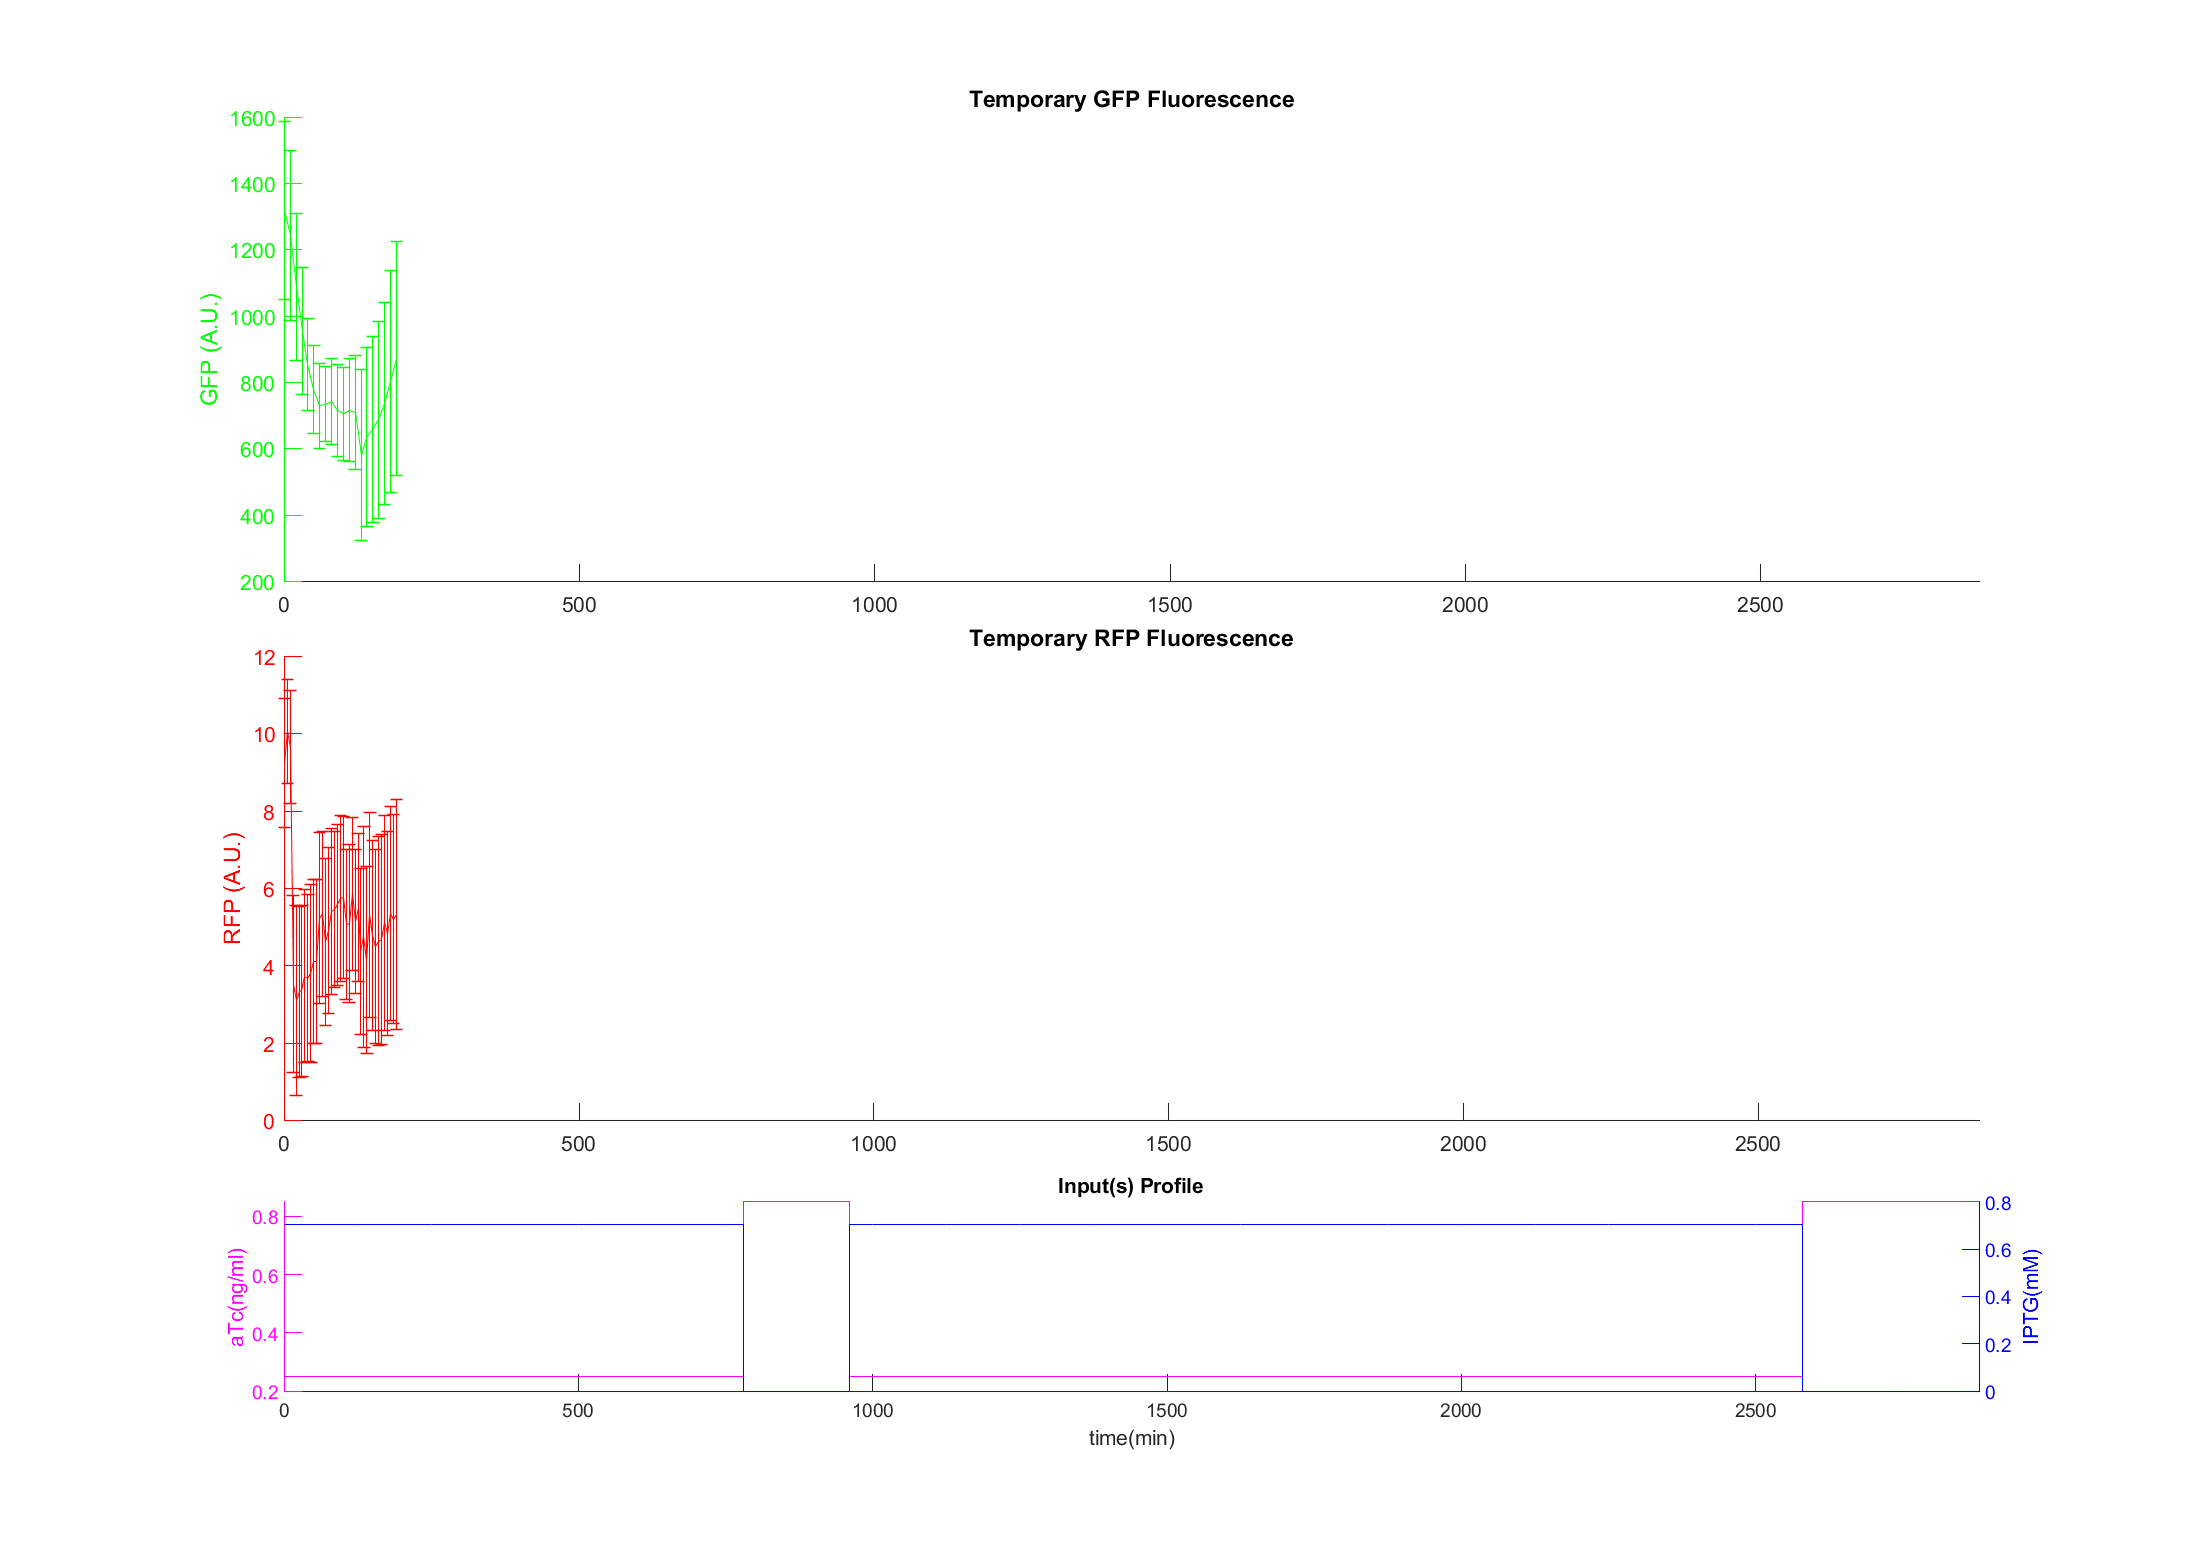 Temporary GFP Fluorescence
1600
1400
1200
1000
800
600
400
200
GFP (A.U.)
0 500 1000 1500 2000 2500
Temporary RFP Fluorescence
12
10
8
6
4
2
0
RFP (A.U.)
0 500 1000 1500 2000 2500
Input(s) Profile
0.8
0.6
0.4
0.2
aTc(ng/ml)
0.8
0.6
0.4
0.2
0
IPTG(mM)
0 500 1000 1500 2000 2500
time(min)